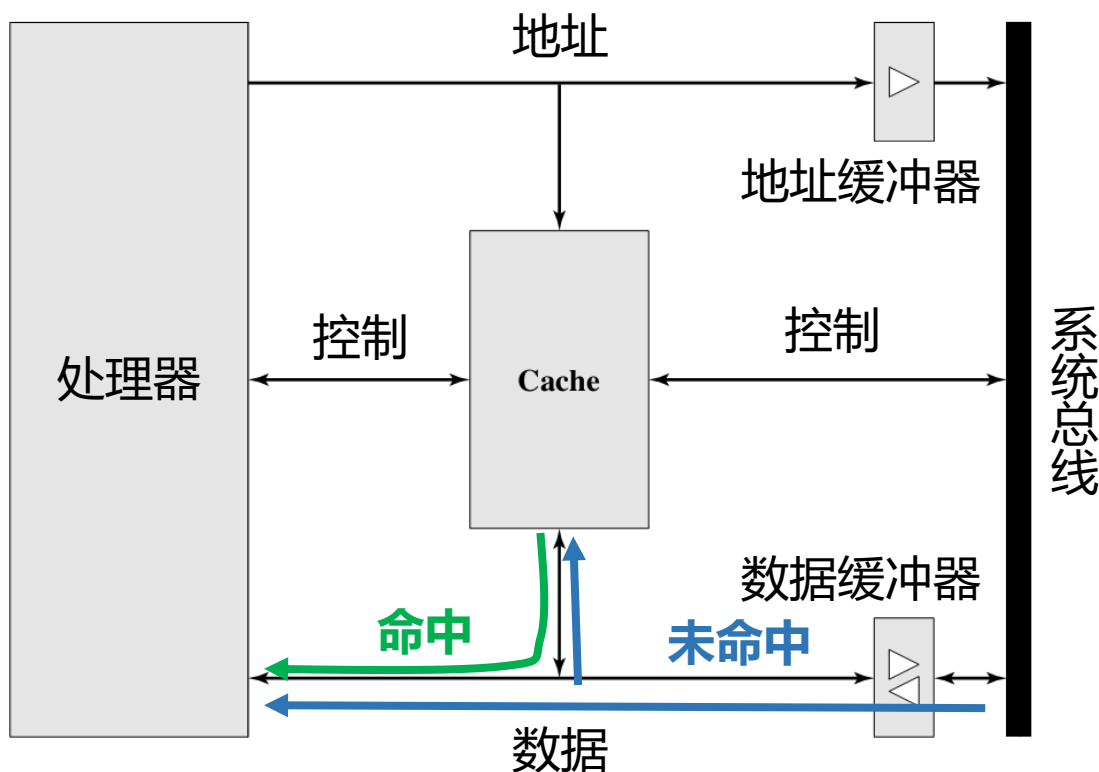 地址
地址缓冲器
处理器
控制
Cache
控制
系统总线
数据缓冲器
命中
未命中
数据